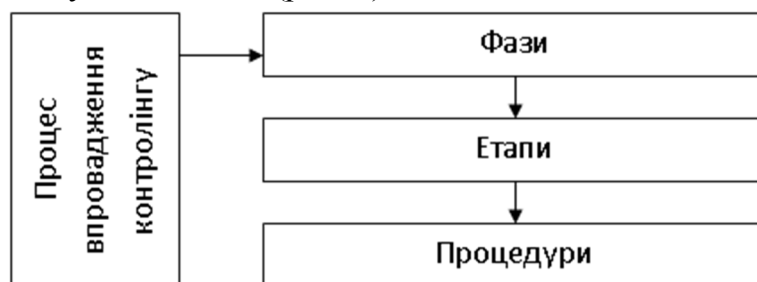 Процес
впровадження
контролінгу
Фази
Етапи
Процедури